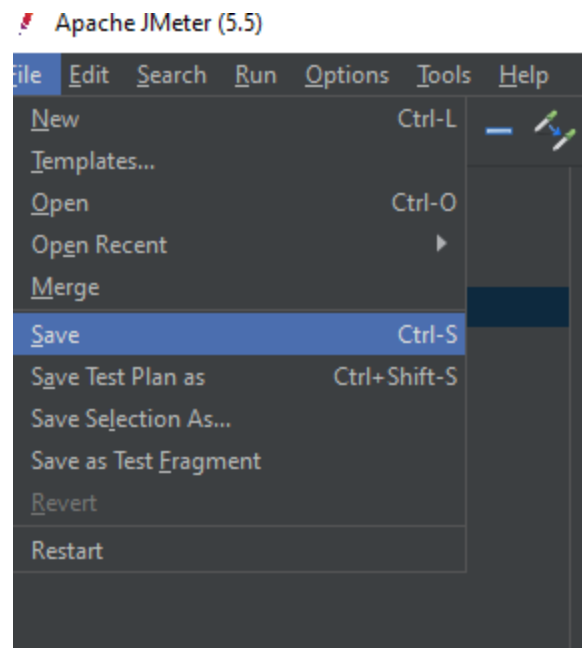 Apache JMeter (5.5)
File Edit Search Run Options Tools Help
New Ctrl-L
Templates...
Open Ctrl-O
Open Recent
Merge
Save Ctrl-S
Save Test Plan as Ctrl+Shift-S
Save Selection As...
Save as Test Fragment
Revert
Restart